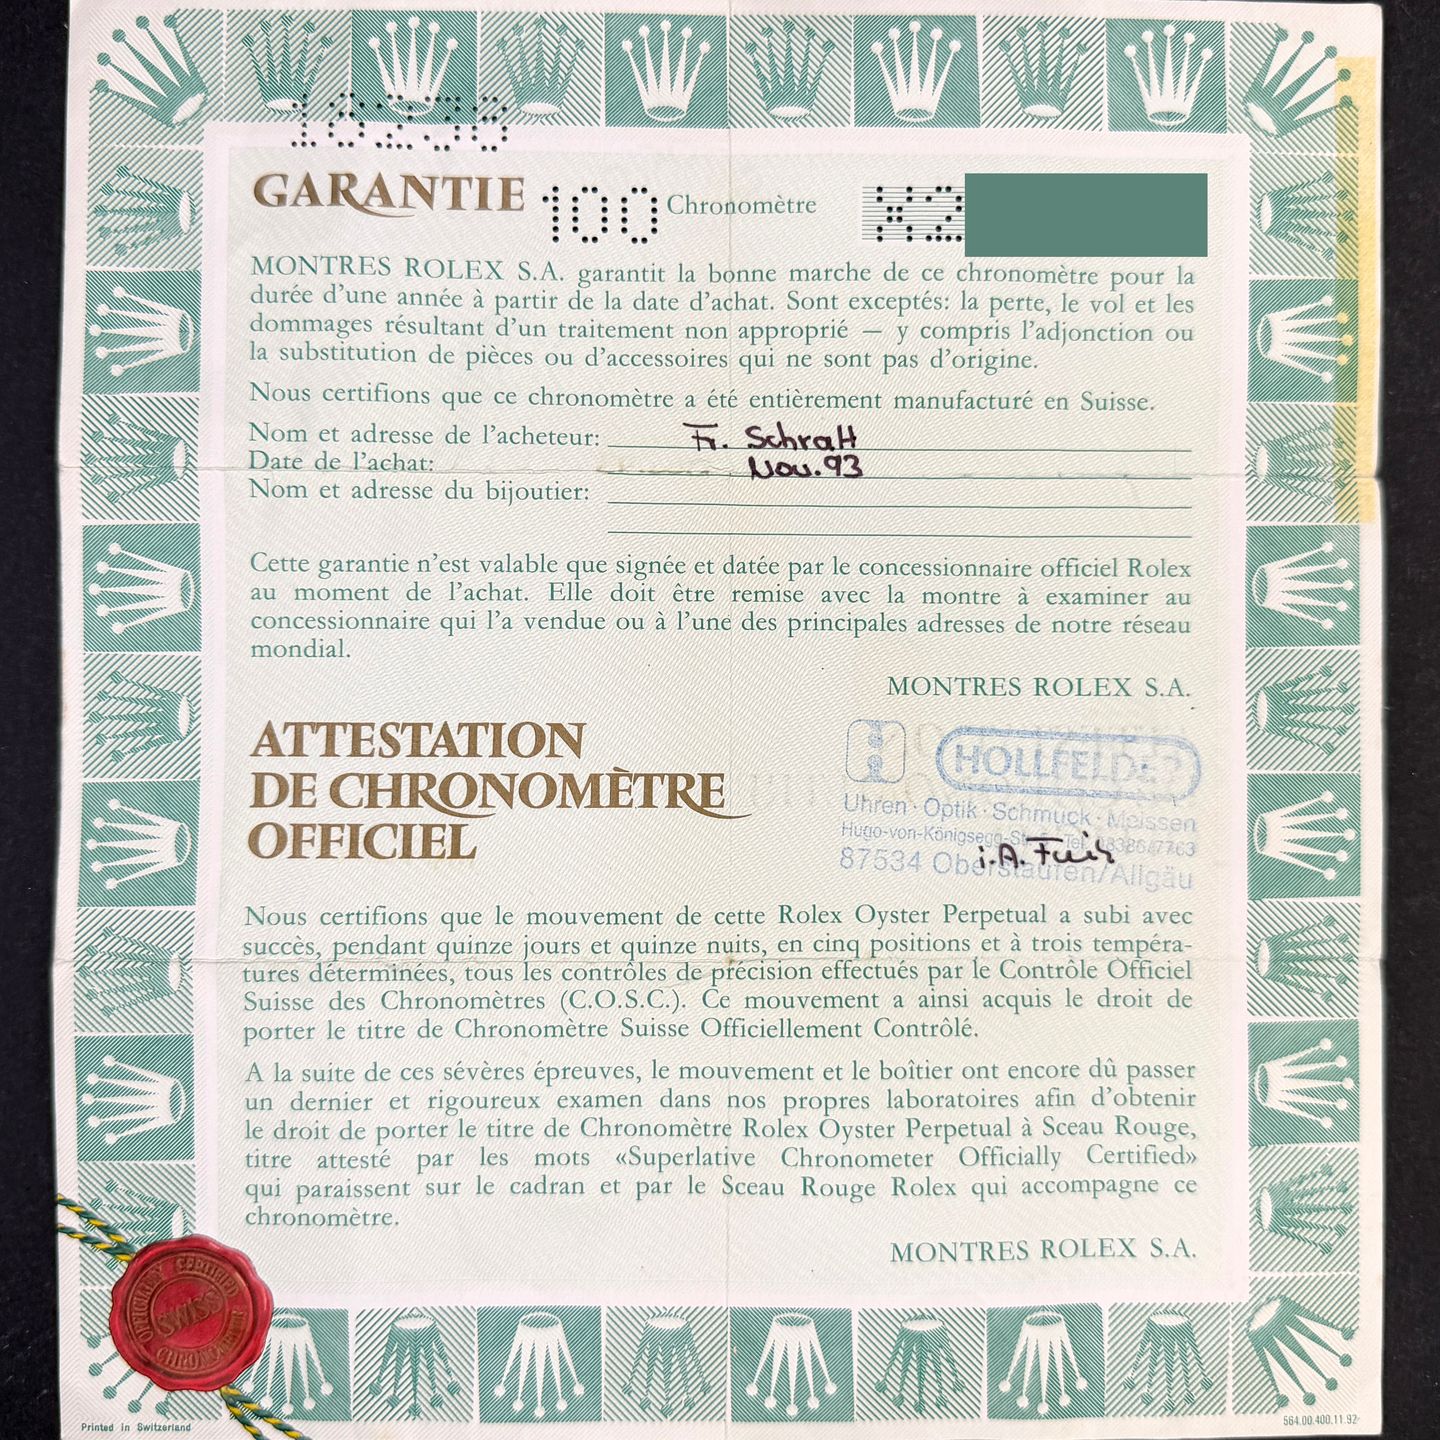 18238
GARANTIE 100 Chronomètre X2
MONTRES ROLEX S.A. garantit la bonne marche de ce chronomètre pour la
durée d'une année à partir de la date d'achat. Sont exceptés: la perte, le vol et les
dommages résultant d'un traitement non approprié — y compris l'adjonction ou
la substitution de pièces ou d'accessoires qui ne sont pas d'origine.
Nous certifions que ce chronomètre a été entièrement manufacturé en Suisse.
Nom et adresse de l'acheteur: Fr. Schratt
Date de l'achat: Nov. 93
Nom et adresse du bijoutier:
Cette garantie n'est valable que signée et datée par le concessionnaire officiel Rolex
au moment de l'achat. Elle doit être remise avec la montre à examiner au
concessionnaire qui l'a vendue ou à l'une des principales adresses de notre réseau
mondial.
MONTRES ROLEX S.A.
ATTESTATION
DE CHRONOMÈTRE
OFFICIEL
HOLLFELDER
Uhren · Optik · Schmuck · Meissen
Hugo-von-Königsegg-Str. Tel.
87534 Oberstaufen/Allgäu
i.A.
Nous certifions que le mouvement de cette Rolex Oyster Perpetual a subi avec
succès, pendant quinze jours et quinze nuits, en cinq positions et à trois tempéra-
tures déterminées, tous les contrôles de précision effectués par le Contrôle Officiel
Suisse des Chronomètres (C.O.S.C.). Ce mouvement a ainsi acquis le droit de
porter le titre de Chronomètre Suisse Officiellement Contrôlé.
A la suite de ces sévères épreuves, le mouvement et le boîtier ont encore dû passer
un dernier et rigoureux examen dans nos propres laboratoires afin d'obtenir
le droit de porter le titre de Chronomètre Rolex Oyster Perpetual à Sceau Rouge,
titre attesté par les mots «Superlative Chronometer Officially Certified»
qui paraissent sur le cadran et par le Sceau Rouge Rolex qui accompagne ce
chronomètre.
MONTRES ROLEX S.A.
OFFICIALLY CERTIFIED
SWISS
CHRONOMETER
Printed in Switzerland
564.00.400.11.92